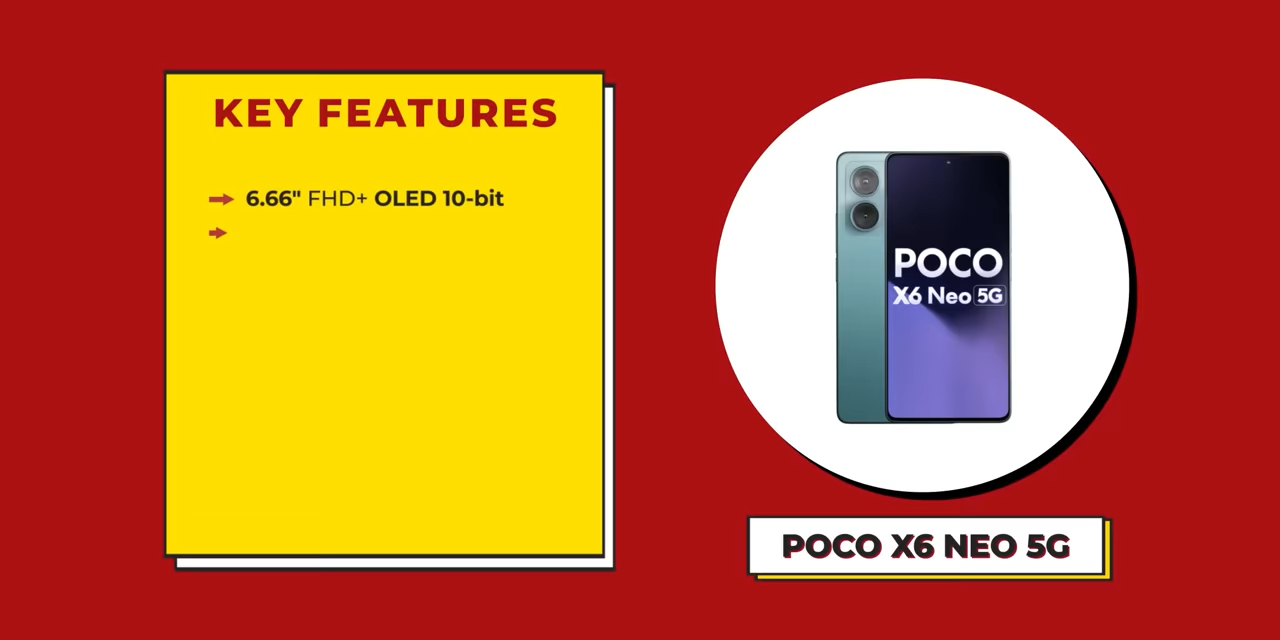 KEY FEATURES
6.66" FHD+ OLED 10-bit
POCO
X6 Neo 5G
POCO X6 NEO 5G